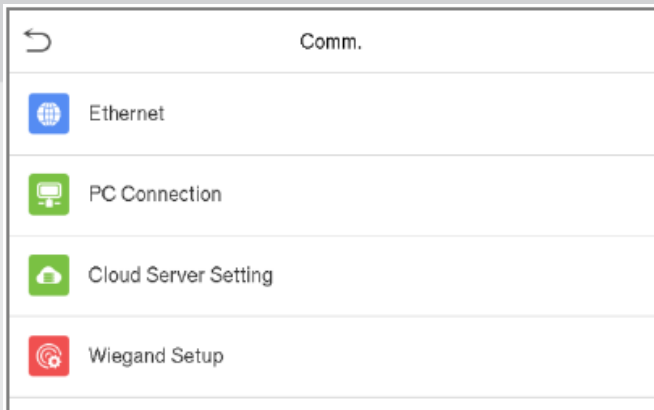 Comm.
Ethernet
PC Connection
Cloud Server Setting
Wiegand Setup